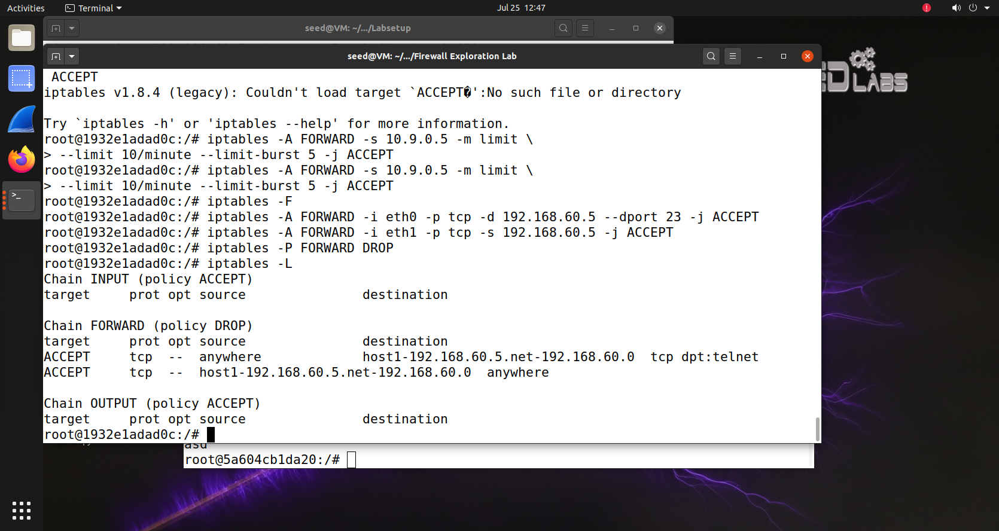 Activities
Terminal
Jul 25 12:47
seed@VM: ~/.../Labsetup
seed@VM: ~/.../Firewall Exploration Lab
ED LABS
ACCEPT
iptables v1.8.4 (legacy): Couldn't load target `ACCEPT�':No such file or directory
Try `iptables -h' or 'iptables --help' for more information.
root@1932e1adad0c:/# iptables -A FORWARD -s 10.9.0.5 -m limit \
> --limit 10/minute --limit-burst 5 -j ACCEPT
root@1932e1adad0c:/# iptables -A FORWARD -s 10.9.0.5 -m limit \
> --limit 10/minute --limit-burst 5 -j ACCEPT
root@1932e1adad0c:/# iptables -F
root@1932e1adad0c:/# iptables -A FORWARD -i eth0 -p tcp -d 192.168.60.5 --dport 23 -j ACCEPT
root@1932e1adad0c:/# iptables -A FORWARD -i eth1 -p tcp -s 192.168.60.5 -j ACCEPT
root@1932e1adad0c:/# iptables -P FORWARD DROP
root@1932e1adad0c:/# iptables -L
Chain INPUT (policy ACCEPT)
target     prot opt source               destination
Chain FORWARD (policy DROP)
target     prot opt source               destination
ACCEPT     tcp  --  anywhere             host1-192.168.60.5.net-192.168.60.0  tcp dpt:telnet
ACCEPT     tcp  --  host1-192.168.60.5.net-192.168.60.0  anywhere
Chain OUTPUT (policy ACCEPT)
target     prot opt source               destination
root@1932e1adad0c:/#
asd
root@5a604cb1da20:/#